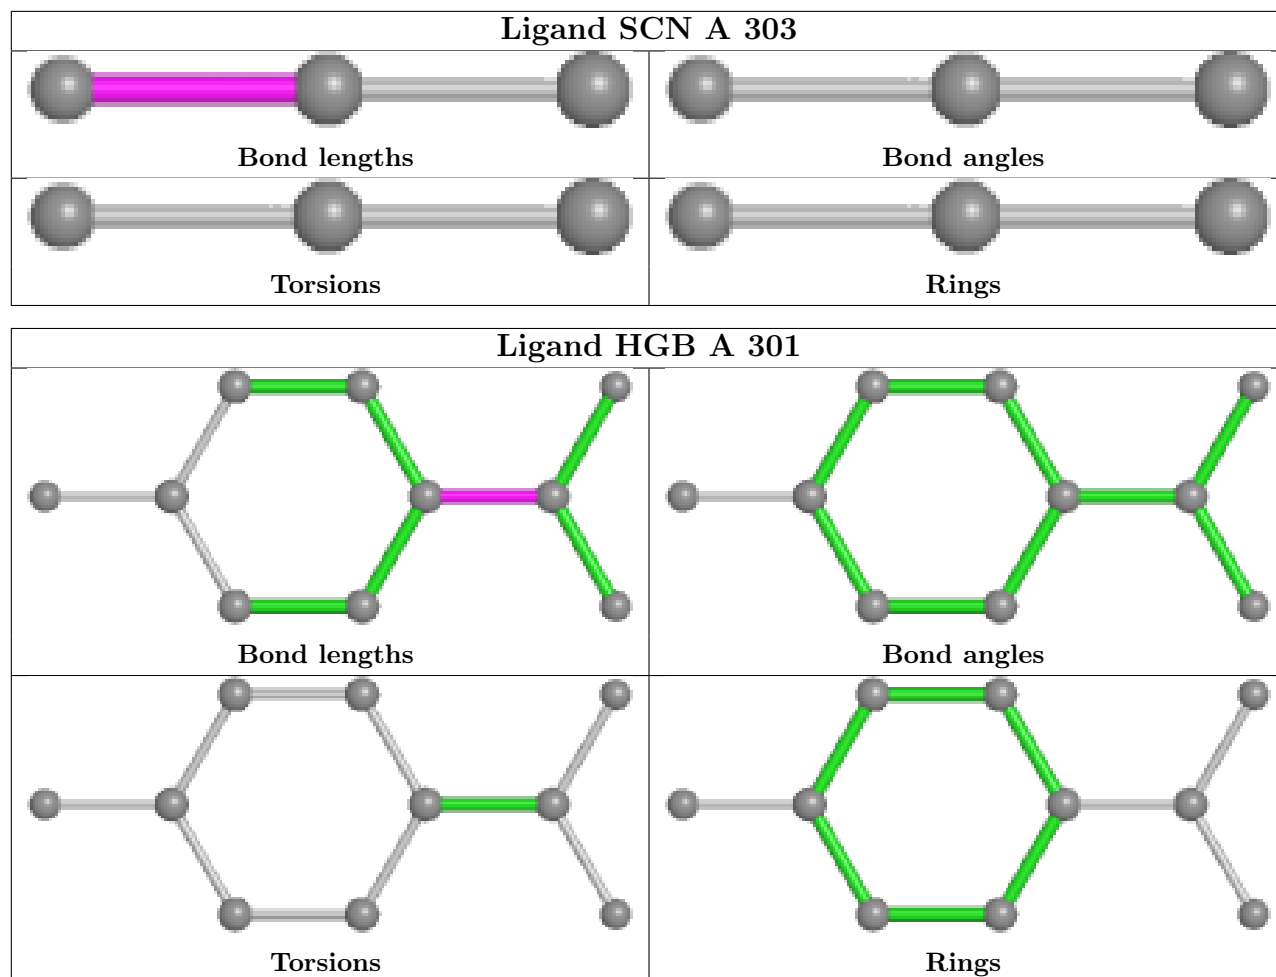 Ligand SCN A 303
Bond lengths
Bond angles
Torsions
Rings
Ligand HGB A 301
Bond lengths
Bond angles
Torsions
Rings